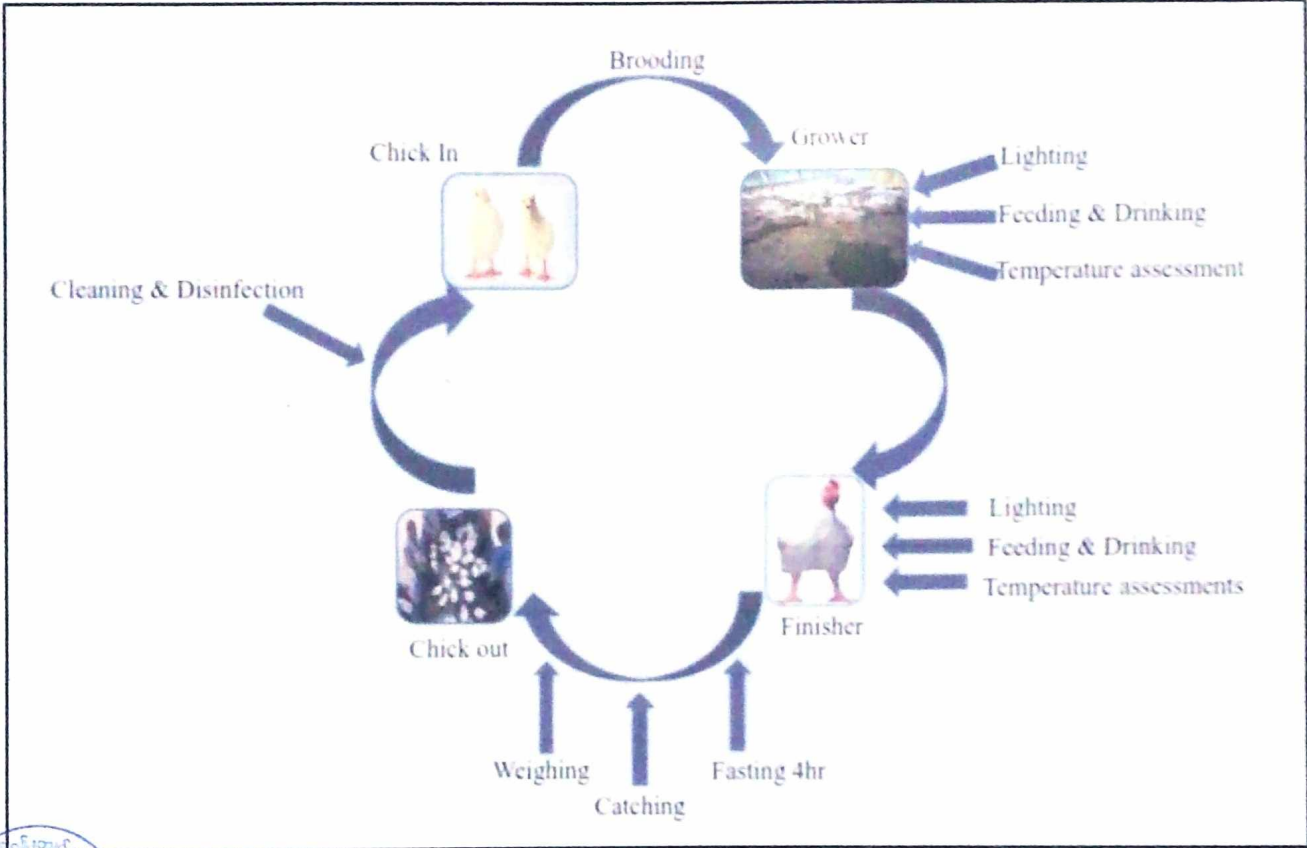 Brooding
Chick In
Grower
Lighting
Feeding & Drinking
Temperature assessment
Cleaning & Disinfection
Lighting
Feeding & Drinking
Temperature assessments
Finisher
Chick out
Weighing
Fasting 4hr
Catching